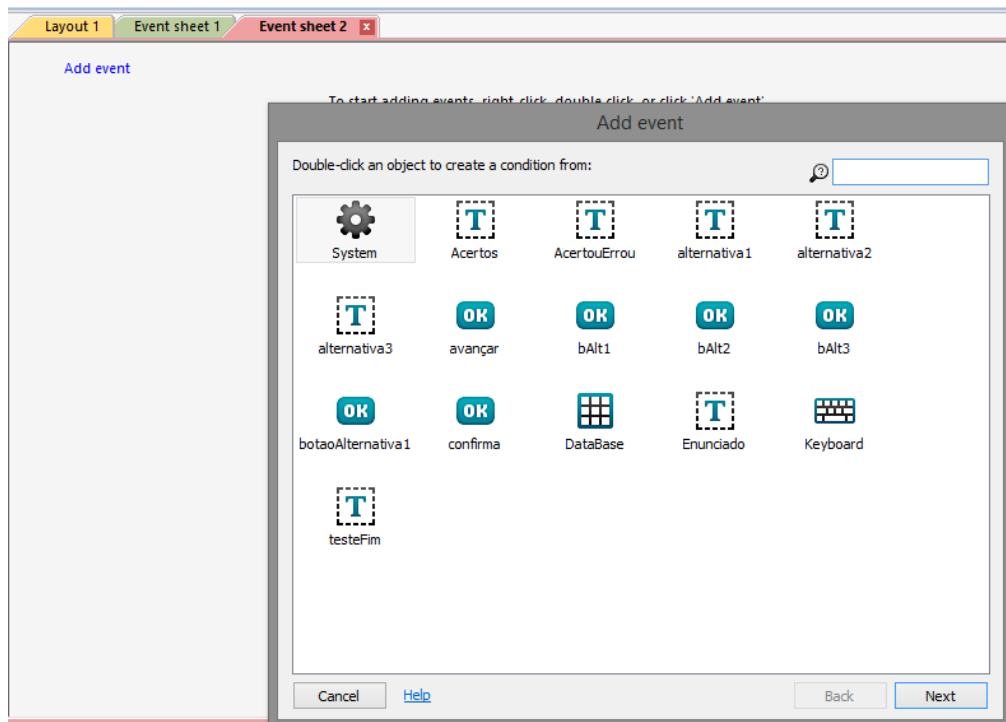 Layout 1 Event sheet 1 Event sheet 2 x
Add event
To start adding events, right click, double click, or click 'Add event'
Add event
Double-click an object to create a condition from:
System Acertos AcertouErrou alternativa1 alternativa2
alternativa3 avançar bAlt1 bAlt2 bAlt3
botaoAlternativa1 confirma DataBase Enunciado Keyboard
testeFim
Cancel Help Back Next